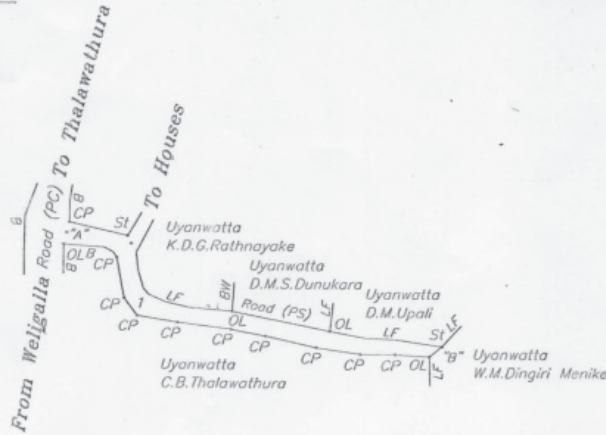 To Thalawathura
To Houses
From Weligalla
Road (PC)
B
B
CP
"A"
St
OL
B
B
CP
Uyanwatta
K.D.G.Rathnayake
Uyanwatta
D.M.S.Dunukara
Uyanwatta
D.M.Upali
CP
1
LF
BW
Road (PS)
LF
OL
LF
St
LF
CP
CP
OL
CP
CP
CP
CP
CP
OL
LF
"B"
Uyanwatta
W.M.Dingiri Menike
Uyanwatta
C.B.Thalawathura